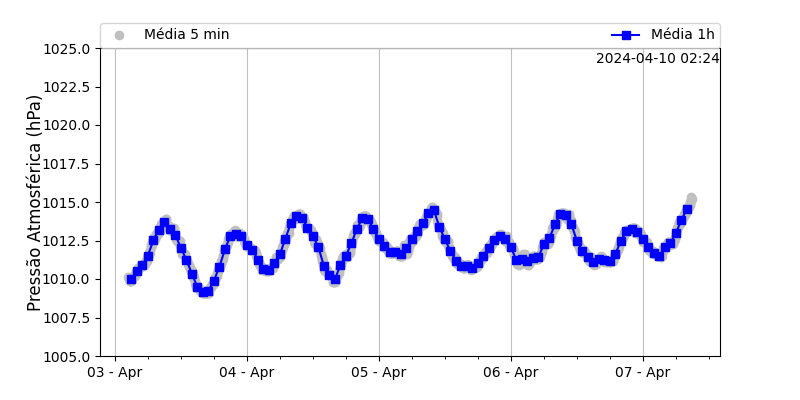 Média 5 min
Média 1h
2024-04-10 02:24
Pressão Atmosférica (hPa)
1025.0
1022.5
1020.0
1017.5
1015.0
1012.5
1010.0
1007.5
1005.0
03 - Apr
04 - Apr
05 - Apr
06 - Apr
07 - Apr